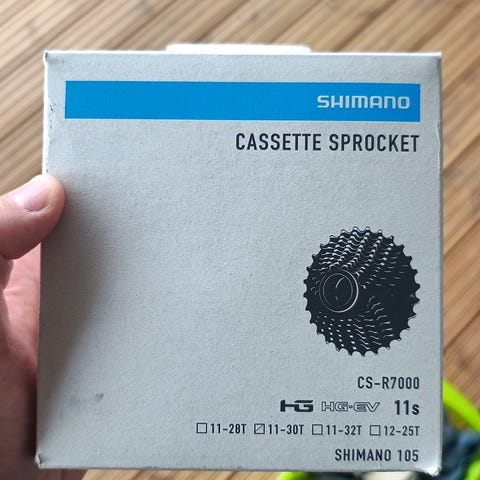 SHIMANO
CASSETTE SPROCKET
CS-R7000
HG HG-EV 11s
☐ 11-28T ☑ 11-30T ☐ 11-32T ☐ 12-25T
SHIMANO 105